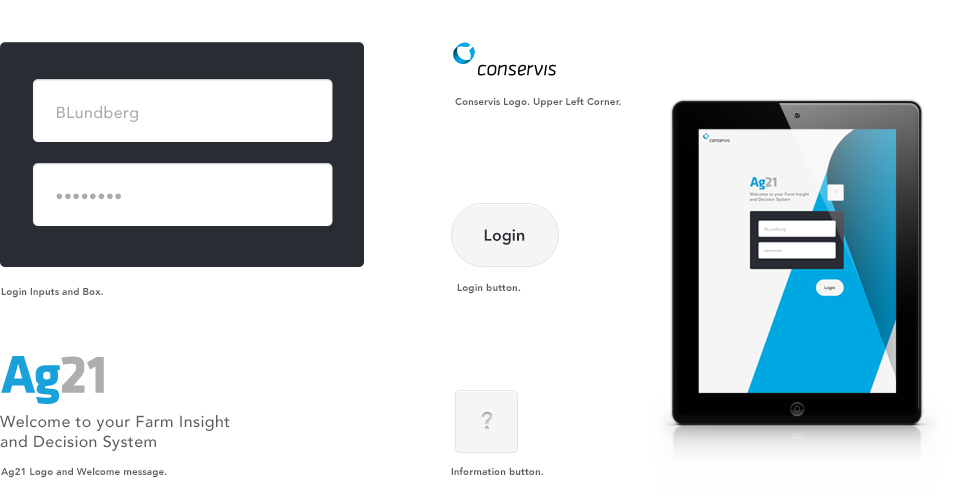 BLundberg
••••••••
Login Inputs and Box.
Ag21
Welcome to your Farm Insight
and Decision System
Ag21 Logo and Welcome message.
conservis
Conservis Logo. Upper Left Corner.
Login
Login button.
?
Information button.
conservis
Ag21
Welcome to your Farm Insight
and Decision System
?
BLundberg
••••••••
Login